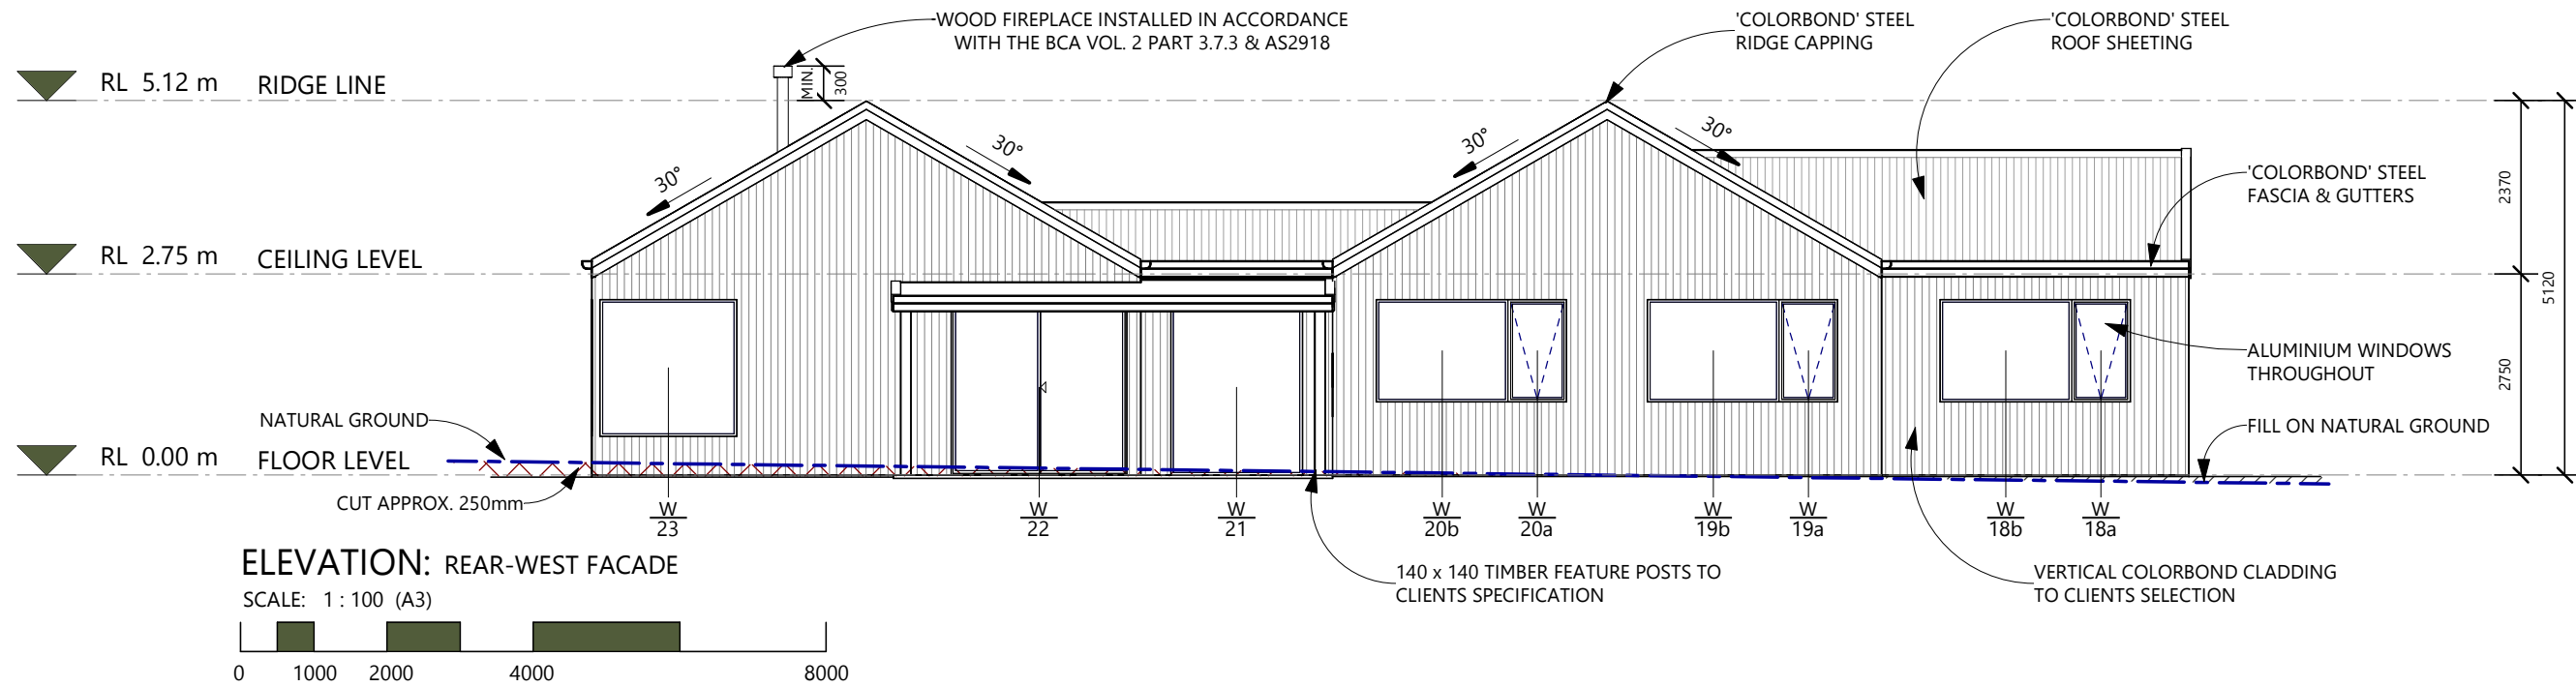 WOOD FIREPLACE INSTALLED IN ACCORDANCE
WITH THE BCA VOL. 2 PART 3.7.3 & AS2918
'COLORBOND' STEEL
RIDGE CAPPING
'COLORBOND' STEEL
ROOF SHEETING
RL 5.12 m RIDGE LINE
MIN.
300
30°
30°
30°
30°
'COLORBOND' STEEL
FASCIA & GUTTERS
2370
RL 2.75 m CEILING LEVEL
5120
ALUMINIUM WINDOWS
THROUGHOUT
2750
NATURAL GROUND
FILL ON NATURAL GROUND
RL 0.00 m FLOOR LEVEL
CUT APPROX. 250mm
W
23
W
22
W
21
W
20b
W
20a
W
19b
W
19a
W
18b
W
18a
ELEVATION: REAR-WEST FACADE
SCALE: 1 : 100 (A3)
140 x 140 TIMBER FEATURE POSTS TO
CLIENTS SPECIFICATION
VERTICAL COLORBOND CLADDING
TO CLIENTS SELECTION
0 1000 2000 4000 8000